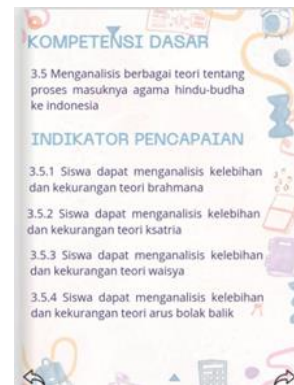 KOMPETENSI DASAR
3.5 Menganalisis berbagai teori tentang
proses masuknya agama hindu-budha
ke indonesia
INDIKATOR PENCAPAIAN
3.5.1 Siswa dapat menganalisis kelebihan
dan kekurangan teori brahmana
3.5.2 Siswa dapat menganalisis kelebihan
dan kekurangan teori ksatria
3.5.3 Siswa dapat menganalisis kelebihan
dan kekurangan teori waisya
3.5.4 Siswa dapat menganalisis kelebihan
dan kekurangan teori arus bolak balik